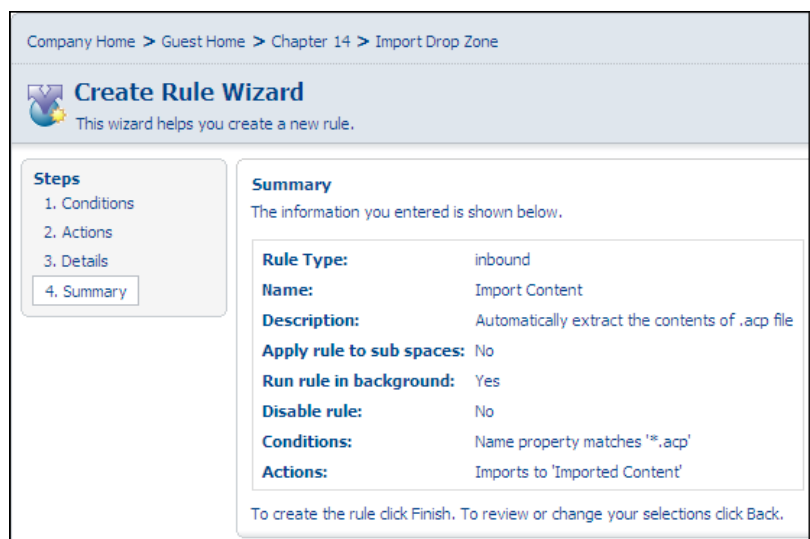 Company Home > Guest Home > Chapter 14 > Import Drop Zone
Create Rule Wizard
This wizard helps you create a new rule.
Steps
1. Conditions
2. Actions
3. Details
4. Summary
Summary
The information you entered is shown below.
Rule Type: inbound
Name: Import Content
Description: Automatically extract the contents of .acp file
Apply rule to sub spaces: No
Run rule in background: Yes
Disable rule: No
Conditions: Name property matches '*.acp'
Actions: Imports to 'Imported Content'
To create the rule click Finish. To review or change your selections click Back.